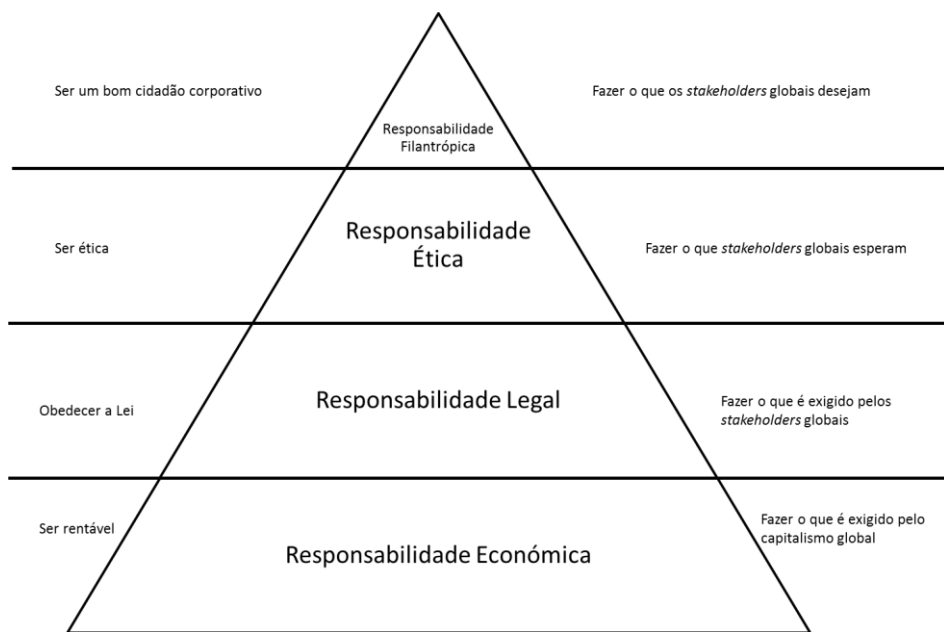 Ser um bom cidadão corporativo
Fazer o que os stakeholders globais desejam
Responsabilidade
Filantrópica
Ser ética
Responsabilidade
Ética
Fazer o que stakeholders globais esperam
Obedecer a Lei
Responsabilidade Legal
Fazer o que é exigido pelos
stakeholders globais
Ser rentável
Responsabilidade Económica
Fazer o que é exigido pelo
capitalismo global